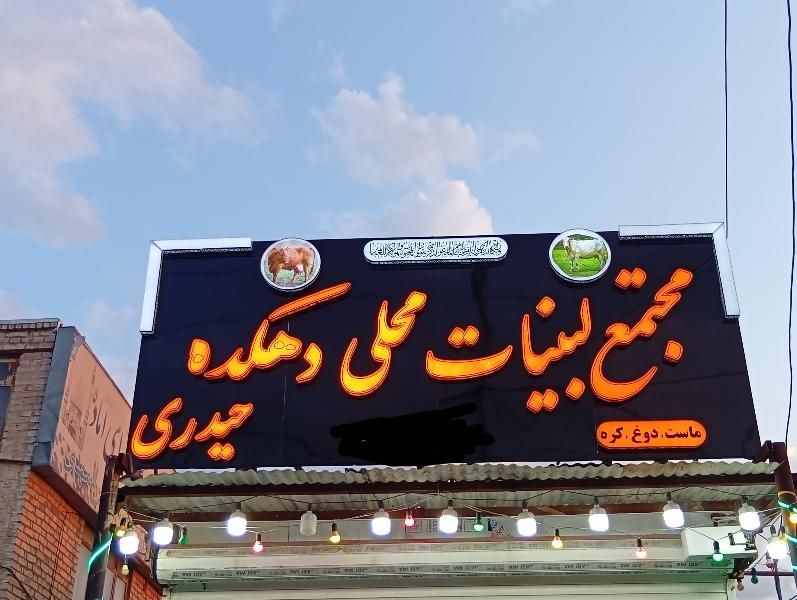 مجتمع لبنیات محلی دهکده
حیدری
ماست، دوغ، کره